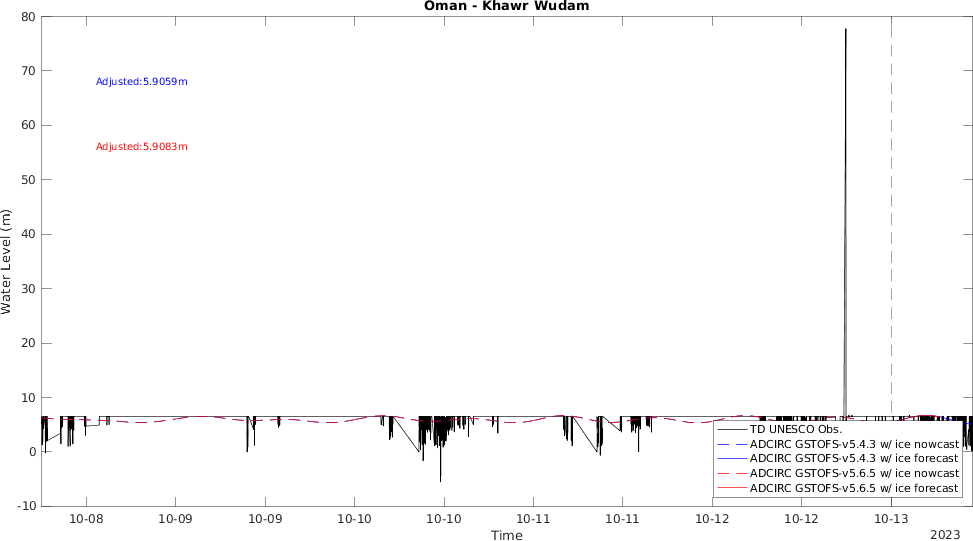 Oman - Khawr Wudam
80
70
60
50
40
30
20
10
0
-10
Water Level (m)
Adjusted:5.9059m
Adjusted:5.9083m
TD UNESCO Obs.
ADCIRC GSTOFS-v5.4.3 w/ ice nowcast
ADCIRC GSTOFS-v5.4.3 w/ ice forecast
ADCIRC GSTOFS-v5.6.5 w/ ice nowcast
ADCIRC GSTOFS-v5.6.5 w/ ice forecast
10-08 10-09 10-09 10-10 10-10 10-11 10-11 10-12 10-12 10-13
Time
2023